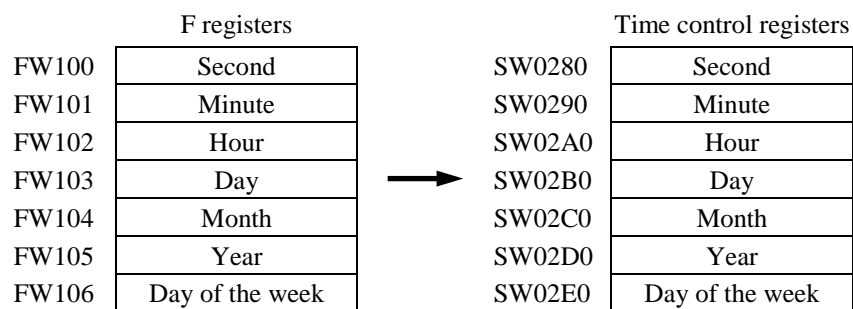 F registers Time control registers
FW100 Second SW0280 Second
FW101 Minute SW0290 Minute
FW102 Hour SW02A0 Hour
FW103 Day SW02B0 Day
FW104 Month SW02C0 Month
FW105 Year SW02D0 Year
FW106 Day of the week SW02E0 Day of the week